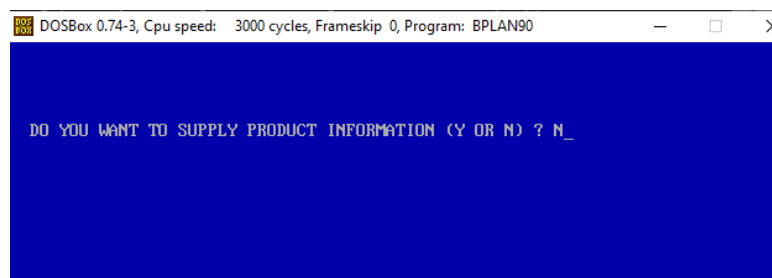 DOSBox 0.74-3, Cpu speed: 3000 cycles, Frameskip 0, Program: BPLAN90
DO YOU WANT TO SUPPLY PRODUCT INFORMATION (Y OR N) ? N_